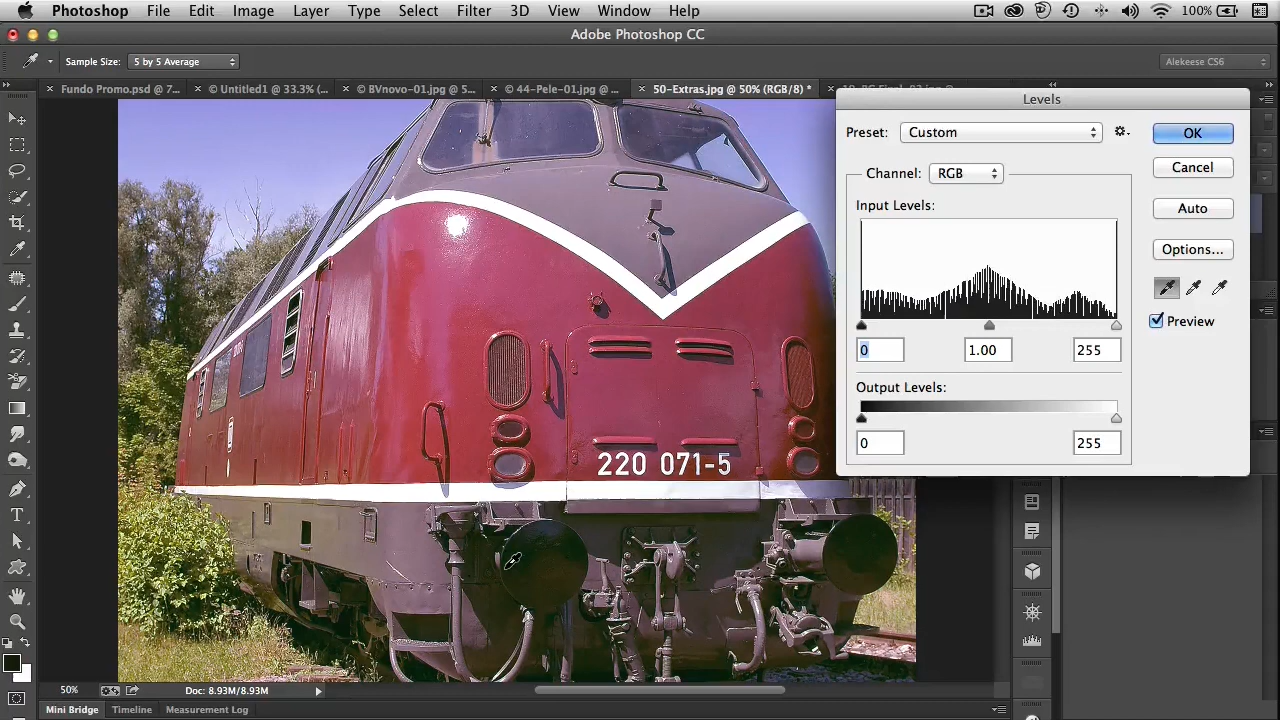 Photoshop File Edit Image Layer Type Select Filter 3D View Window Help 100%
Adobe Photoshop CC
Sample Size: 5 by 5 Average Alekeese CS6
Fundo Promo.psd @ 7... © Untitled1 @ 33.3% (... © BVnovo-01.jpg @ 5... © 44-Pele-01.jpg @ ... 50-Extras.jpg @ 50% (RGB/8) *
Levels
Preset: Custom OK
Cancel
Channel: RGB
Auto
Input Levels:
Options...
Preview
0 1.00 255
Output Levels:
0 255
220 071-5
50% Doc: 8.93M/8.93M
Mini Bridge Timeline Measurement Log